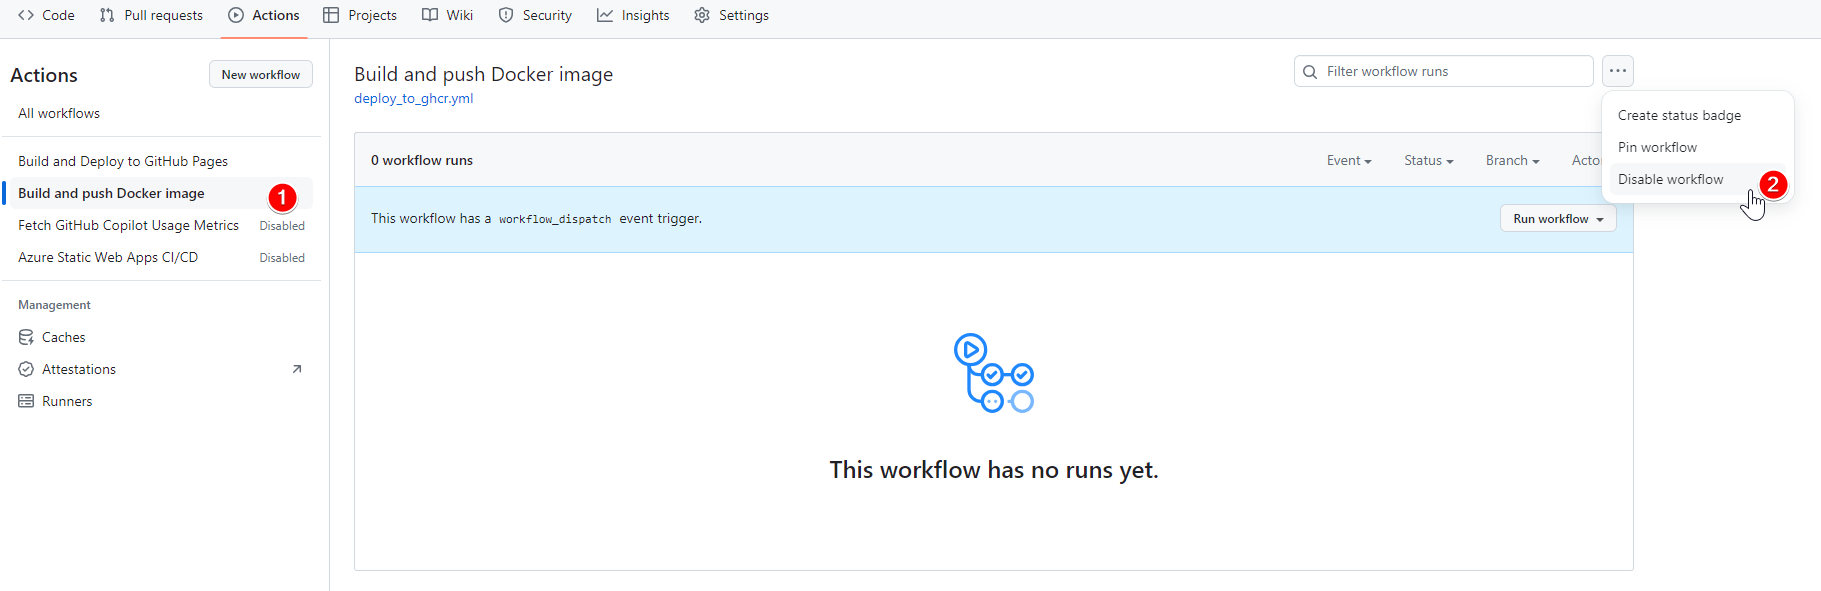 Code Pull requests Actions Projects Wiki Security Insights Settings
Actions
New workflow
All workflows
Build and Deploy to GitHub Pages
Build and push Docker image
1
Fetch GitHub Copilot Usage Metrics Disabled
Azure Static Web Apps CI/CD Disabled
Management
Caches
Attestations
Runners
Build and push Docker image
deploy_to_ghcr.yml
Filter workflow runs
...
Create status badge
Pin workflow
Disable workflow
2
0 workflow runs
Event Status Branch Acto
This workflow has a workflow_dispatch event trigger.
Run workflow
This workflow has no runs yet.